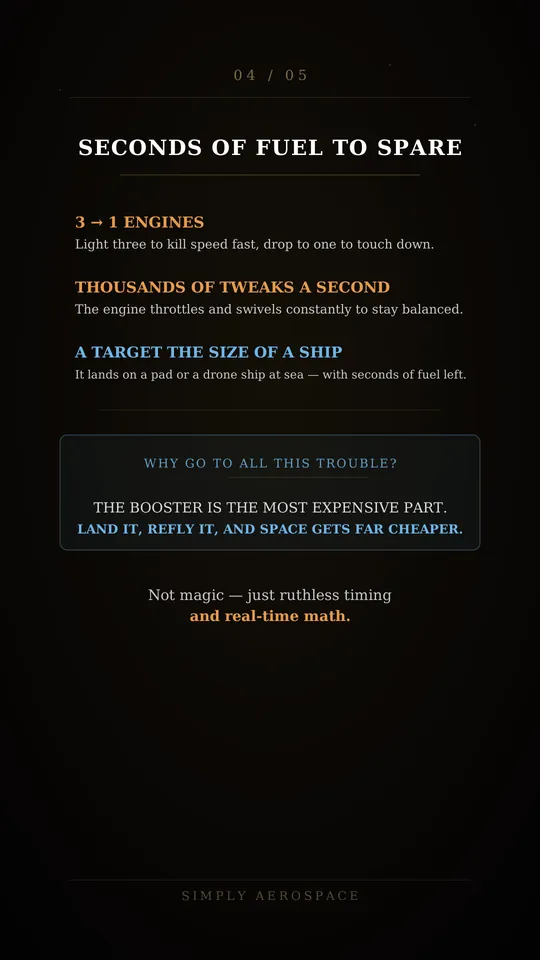 04 / 05
SECONDS OF FUEL TO SPARE
3 → 1 ENGINES
Light three to kill speed fast, drop to one to touch down.
THOUSANDS OF TWEAKS A SECOND
The engine throttles and swivels constantly to stay balanced.
A TARGET THE SIZE OF A SHIP
It lands on a pad or a drone ship at sea — with seconds of fuel left.
WHY GO TO ALL THIS TROUBLE?
THE BOOSTER IS THE MOST EXPENSIVE PART.
LAND IT, REFLY IT, AND SPACE GETS FAR CHEAPER.
Not magic — just ruthless timing
and real-time math.
SIMPLY AEROSPACE